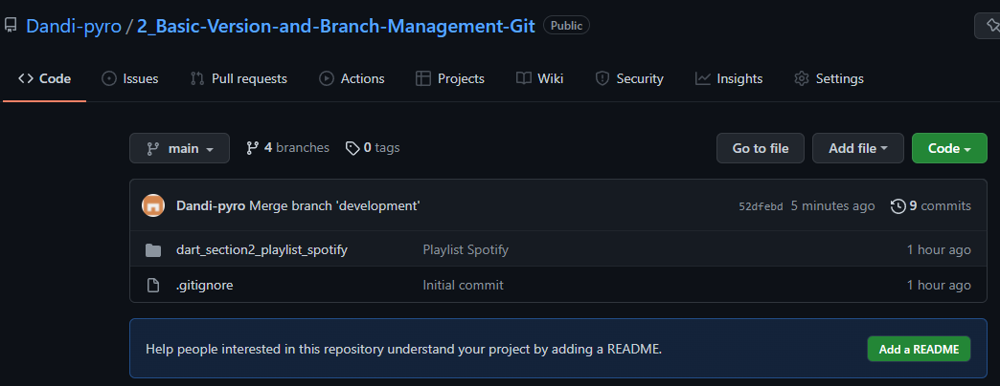 Dandi-pyro / 2_Basic-Version-and-Branch-Management-Git Public
Code Issues Pull requests Actions Projects Wiki Security Insights Settings
main 4 branches 0 tags Go to file Add file Code
Dandi-pyro Merge branch 'development' 52dfebd 5 minutes ago 9 commits
dart_section2_playlist_spotify Playlist Spotify 1 hour ago
.gitignore Initial commit 1 hour ago
Help people interested in this repository understand your project by adding a README. Add a README